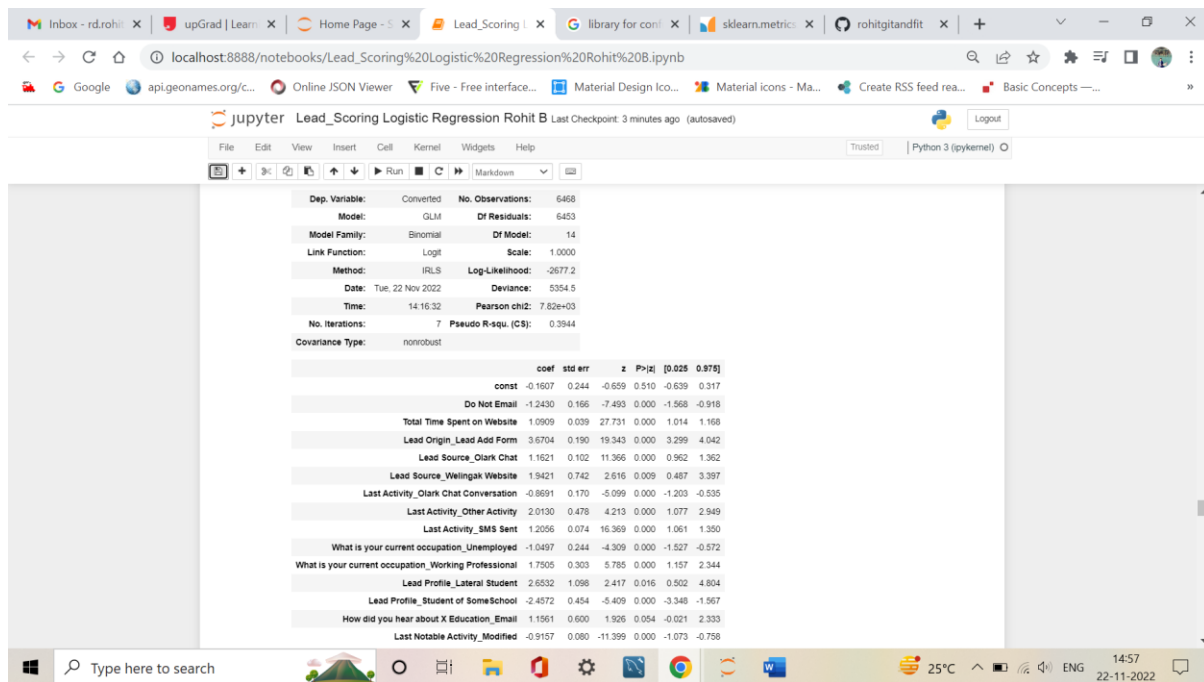 Inbox - rd.rohit upGrad | Learn Home Page - S Lead_Scoring L library for conf sklearn.metrics rohitgitandfit
localhost:8888/notebooks/Lead_Scoring%20Logistic%20Regression%20Rohit%20B.ipynb
Google api.geonames.org/c... Online JSON Viewer Five - Free interface... Material Design Ico... Material icons - Ma... Create RSS feed rea... Basic Concepts —... »
jupyter Lead_Scoring Logistic Regression Rohit B Last Checkpoint: 3 minutes ago (autosaved) Logout
File Edit View Insert Cell Kernel Widgets Help Trusted Python 3 (ipykernel)
Run Markdown
Dep. Variable: Converted No. Observations: 6468
Model: GLM Df Residuals: 6453
Model Family: Binomial Df Model: 14
Link Function: Logit Scale: 1.0000
Method: IRLS Log-Likelihood: -2677.2
Date: Tue, 22 Nov 2022 Deviance: 5354.5
Time: 14:16:32 Pearson chi2: 7.82e+03
No. Iterations: 7 Pseudo R-squ. (CS): 0.3944
Covariance Type: nonrobust
coef std err z P>|z| [0.025 0.975]
const -0.1607 0.244 -0.659 0.510 -0.639 0.317
Do Not Email -1.2430 0.166 -7.493 0.000 -1.568 -0.918
Total Time Spent on Website 1.0909 0.039 27.731 0.000 1.014 1.168
Lead Origin_Lead Add Form 3.6704 0.190 19.343 0.000 3.299 4.042
Lead Source_Olark Chat 1.1621 0.102 11.366 0.000 0.962 1.362
Lead Source_Welingak Website 1.9421 0.742 2.616 0.009 0.487 3.397
Last Activity_Olark Chat Conversation -0.8691 0.170 -5.099 0.000 -1.203 -0.535
Last Activity_Other Activity 2.0130 0.478 4.213 0.000 1.077 2.949
Last Activity_SMS Sent 1.2056 0.074 16.369 0.000 1.061 1.350
What is your current occupation_Unemployed -1.0497 0.244 -4.309 0.000 -1.527 -0.572
What is your current occupation_Working Professional 1.7505 0.303 5.785 0.000 1.157 2.344
Lead Profile_Lateral Student 2.6532 1.098 2.417 0.016 0.502 4.804
Lead Profile_Student of SomeSchool -2.4572 0.454 -5.409 0.000 -3.348 -1.567
How did you hear about X Education_Email 1.1561 0.600 1.926 0.054 -0.021 2.333
Last Notable Activity_Modified -0.9157 0.080 -11.399 0.000 -1.073 -0.758
Type here to search 25°C ENG 14:57
22-11-2022